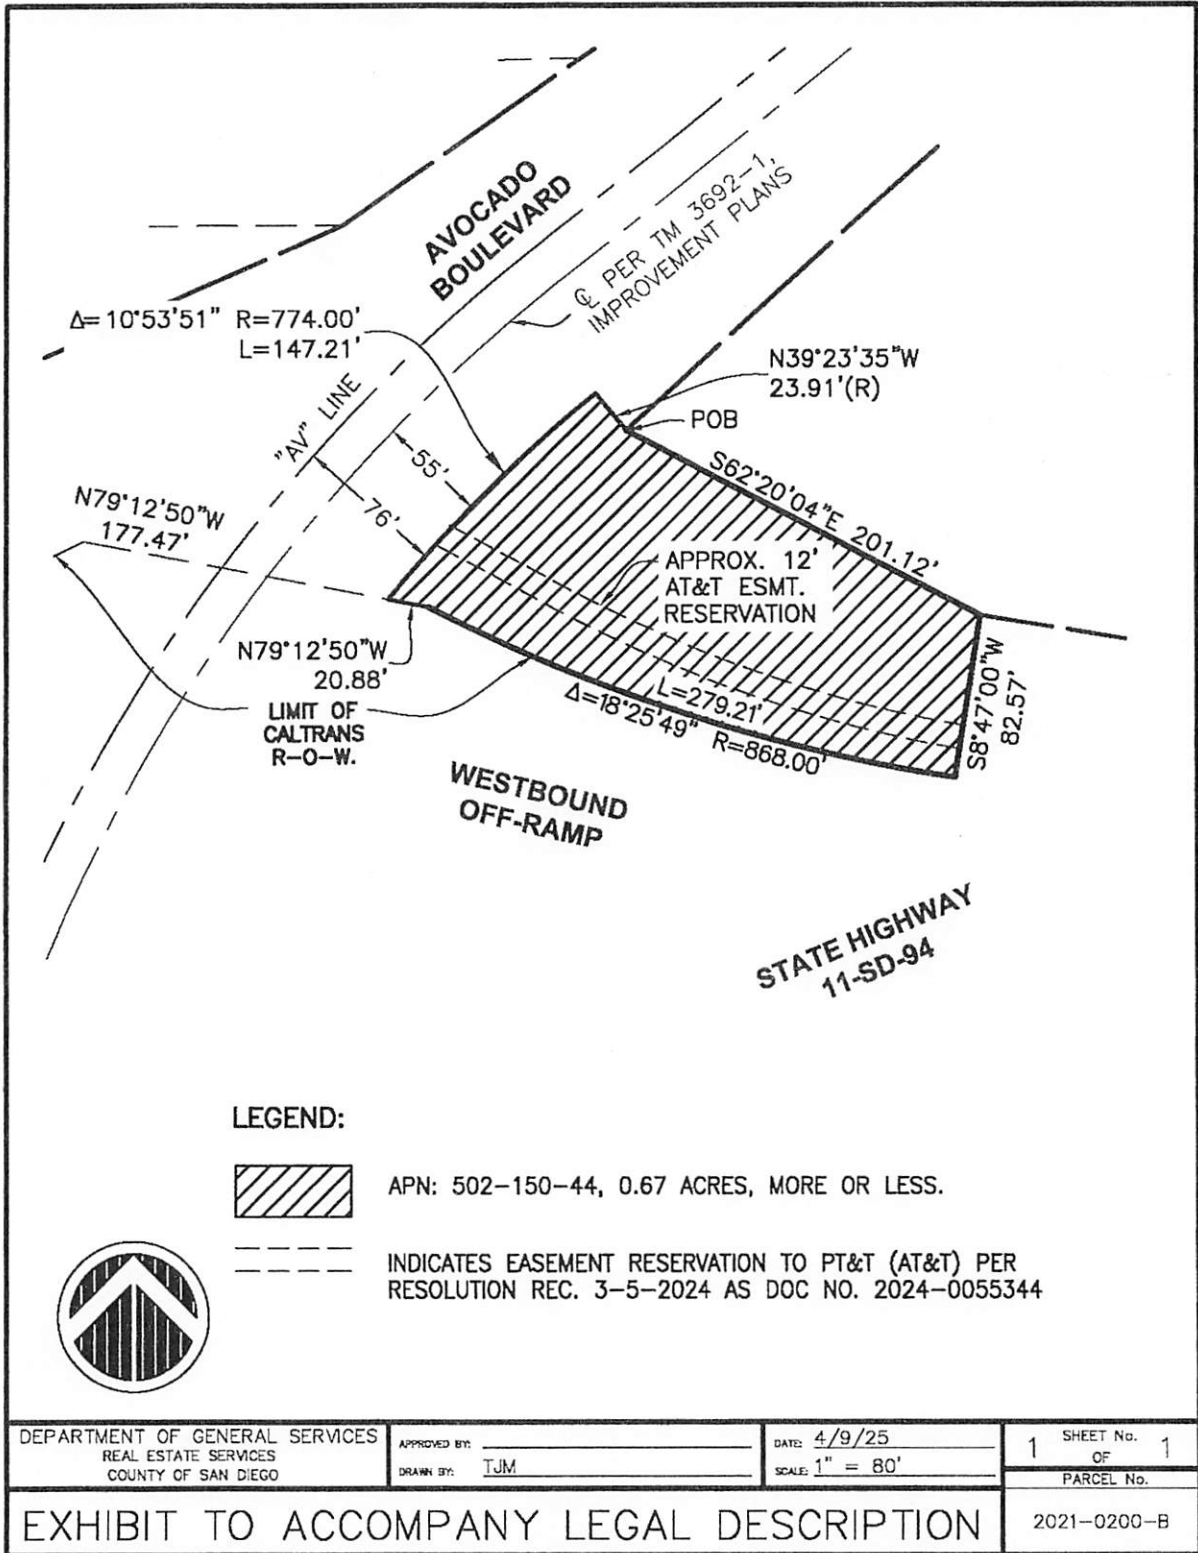 AVOCADO
BOULEVARD
℄ PER TM 3692-1,
IMPROVEMENT PLANS
Δ=10°53'51" R=774.00'
L=147.21'
N39°23'35"W
23.91'(R)
POB
"AV" LINE
55'
76'
S62°20'04"E 201.12'
N79°12'50"W
177.47'
APPROX. 12'
AT&T ESMT.
RESERVATION
N79°12'50"W
20.88'
LIMIT OF
CALTRANS
R-O-W.
L=279.21'
Δ=18°25'49" R=868.00'
S8°47'00"W
82.57'
WESTBOUND
OFF-RAMP
STATE HIGHWAY
11-SD-94
LEGEND:
APN: 502-150-44, 0.67 ACRES, MORE OR LESS.
INDICATES EASEMENT RESERVATION TO PT&T (AT&T) PER
RESOLUTION REC. 3-5-2024 AS DOC NO. 2024-0055344
DEPARTMENT OF GENERAL SERVICES
REAL ESTATE SERVICES
COUNTY OF SAN DIEGO
APPROVED BY:
DRAWN BY: TJM
DATE: 4/9/25
SCALE: 1" = 80'
1 SHEET No. OF 1
PARCEL No.
2021-0200-B
EXHIBIT TO ACCOMPANY LEGAL DESCRIPTION